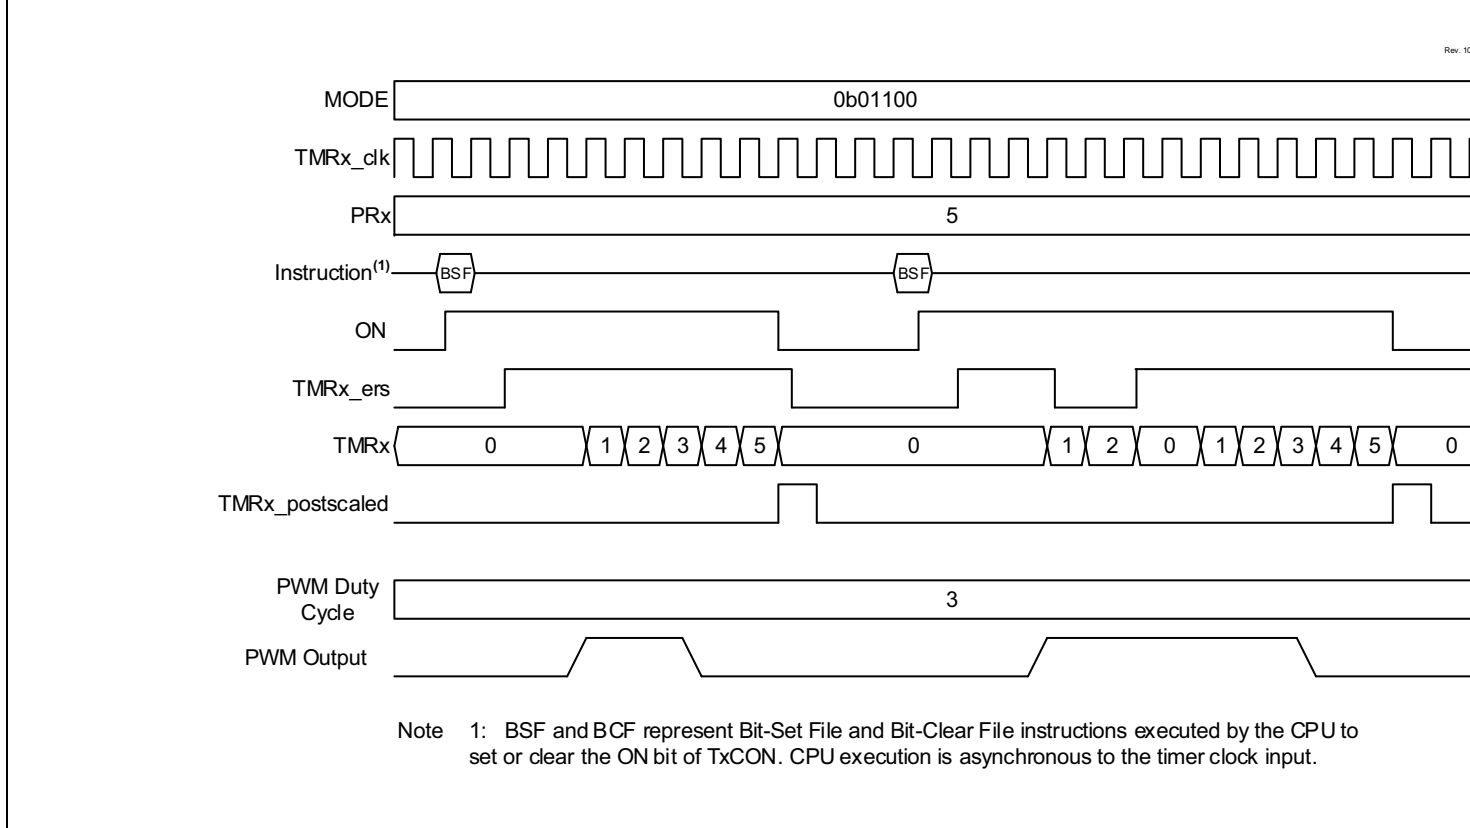 Rev. 10
MODE 0b01100
TMRx_clk
PRx 5
Instruction(1) BSF BSF
ON
TMRx_ers
TMRx 0 1 2 3 4 5 0 1 2 0 1 2 3 4 5 0
TMRx_postscaled
PWM Duty
Cycle 3
PWM Output
Note 1: BSF and BCF represent Bit-Set File and Bit-Clear File instructions executed by the CPU to
set or clear the ON bit of TxCON. CPU execution is asynchronous to the timer clock input.